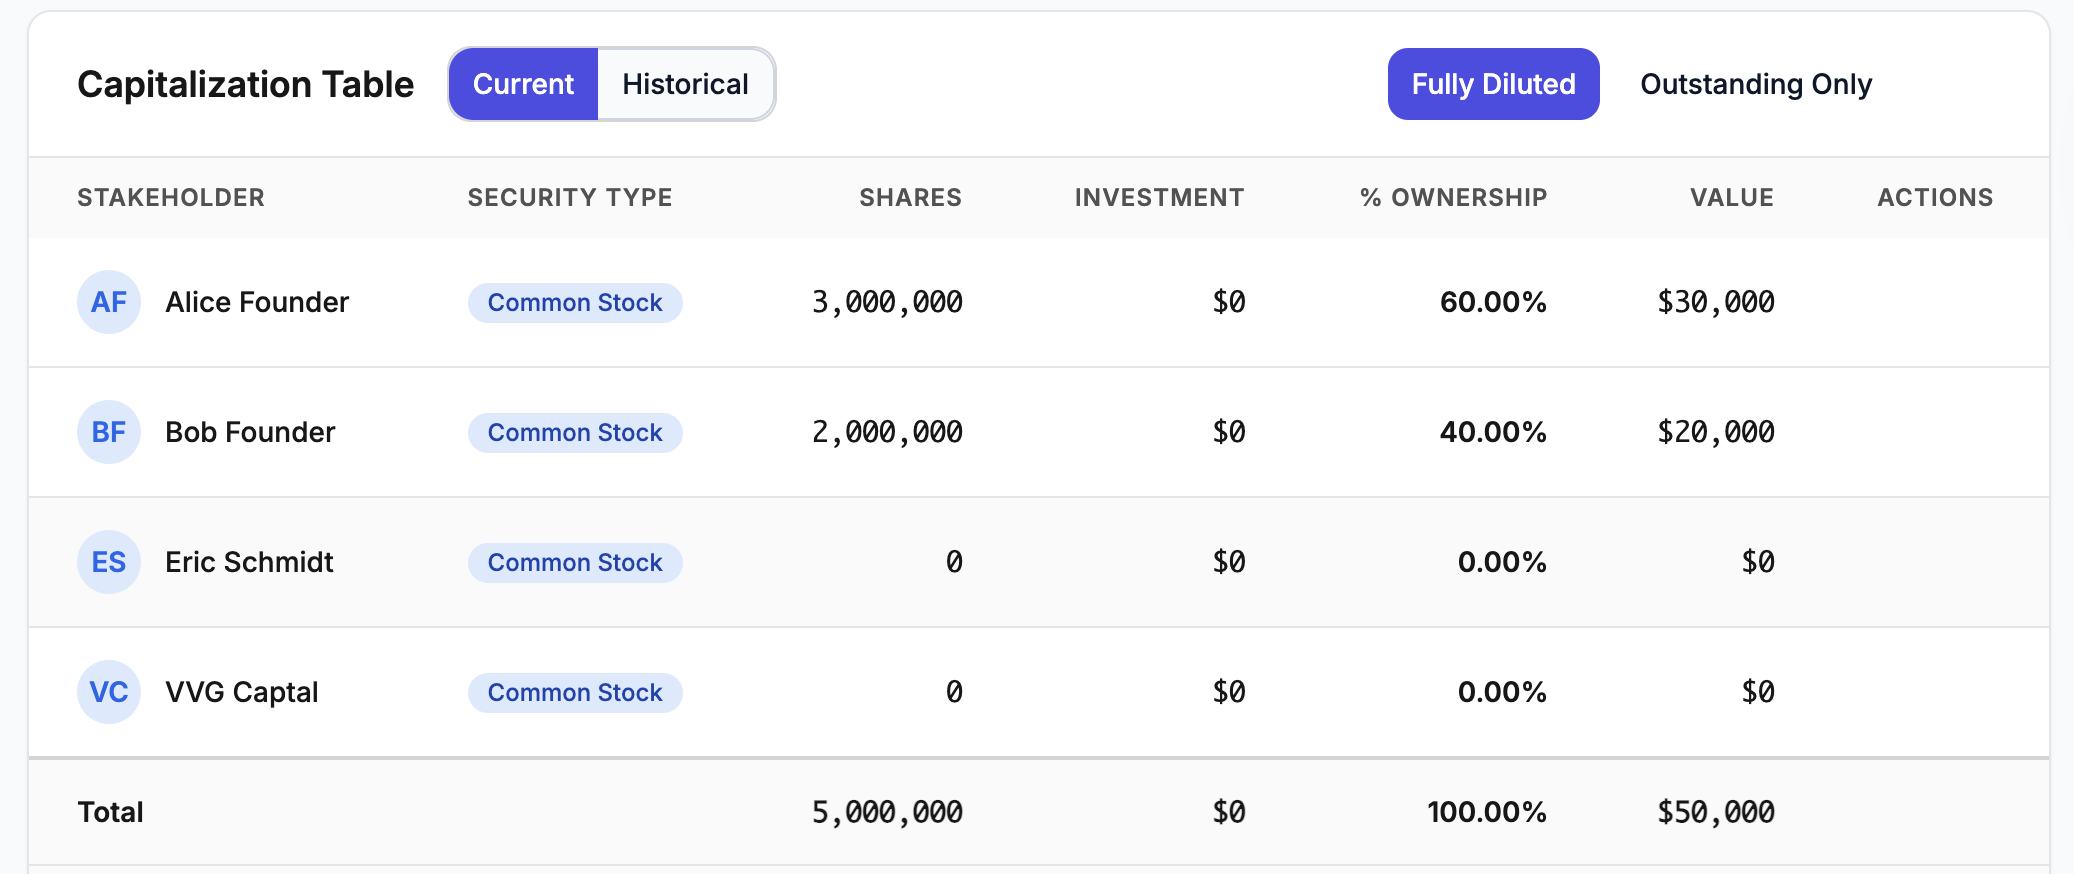 Capitalization Table Current Historical Fully Diluted Outstanding Only
STAKEHOLDER SECURITY TYPE SHARES INVESTMENT % OWNERSHIP VALUE ACTIONS
AF Alice Founder Common Stock 3,000,000 $0 60.00% $30,000
BF Bob Founder Common Stock 2,000,000 $0 40.00% $20,000
ES Eric Schmidt Common Stock 0 $0 0.00% $0
VC VVG Captal Common Stock 0 $0 0.00% $0
Total 5,000,000 $0 100.00% $50,000